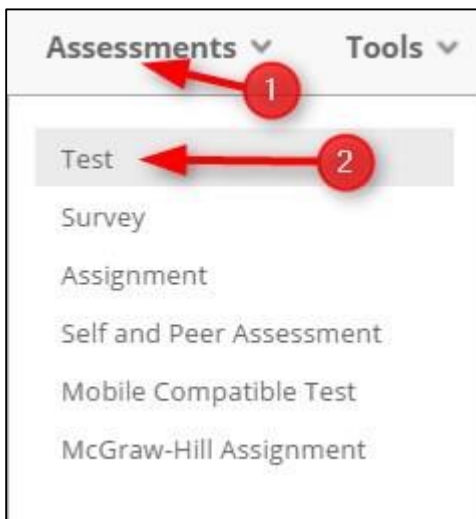 Assessments Tools
1
Test 2
Survey
Assignment
Self and Peer Assessment
Mobile Compatible Test
McGraw-Hill Assignment